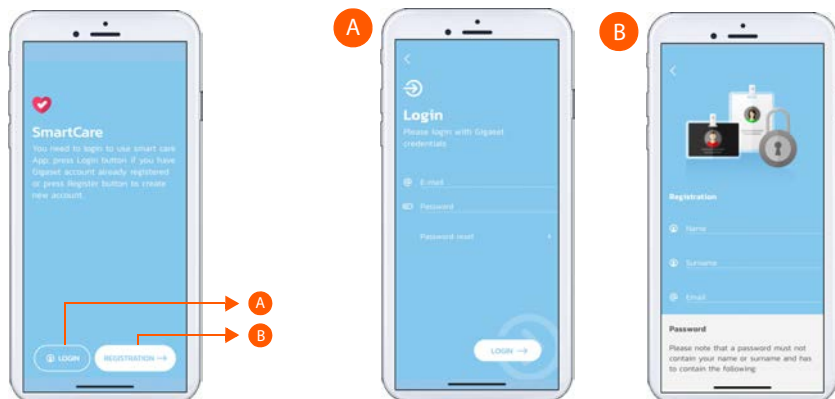 SmartCare
You need to login to use smart care
App: press Login button if you have
Gigaset account already registered
or press Register button to create
new account.
LOGIN
REGISTRATION
A
B
A
Login
Please login with Gigaset
credentials
E-mail
Password
Password reset
LOGIN
B
Registration
Name
Surname
Email
Password
Please note that a password must not
contain your name or surname and has
to contain the following: